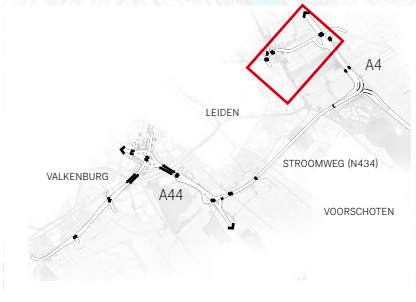 A4
LEIDEN
STROOMWEG (N434)
VALKENBURG
A44
VOORSCHOTEN